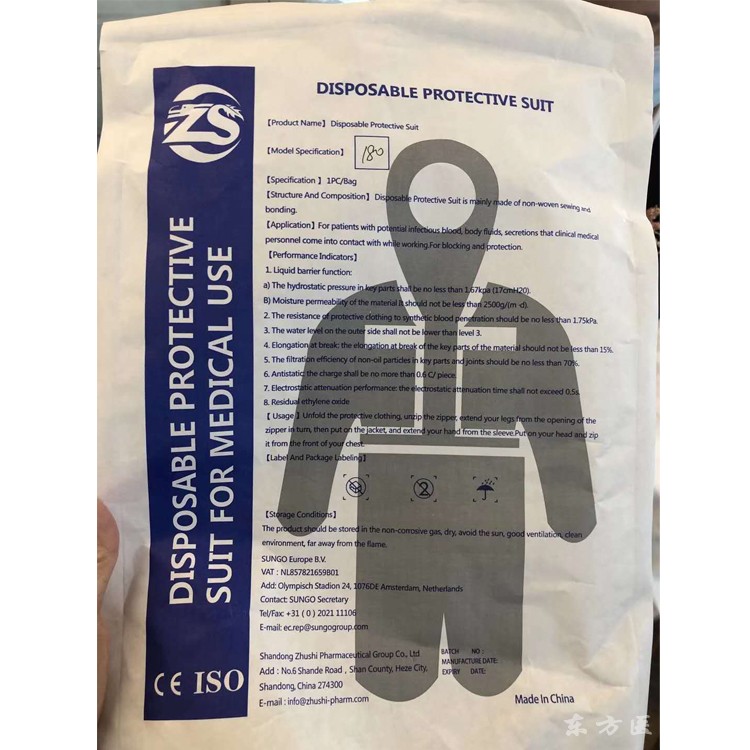 ZS
DISPOSABLE PROTECTIVE
SUIT FOR MEDICAL USE
CE ISO
DISPOSABLE PROTECTIVE SUIT
【Product Name】 Disposable Protective Suit
【Model Specification】 180
【Specification 】 1PC/Bag
【Structure And Composition】 Disposable Protective Suit is mainly made of non-woven sewing and
bonding.
【Application】 For patients with potential infectious blood, body fluids, secretions that clinical medical
personnel come into contact with while working.For blocking and protection.
【Performance Indicators】
1. Liquid barrier function:
a) The hydrostatic pressure in key parts shall be no less than 1.67kpa (17cmH20).
B) Moisture permeability of the material It should not be less than 2500g/(m·d).
2. The resistance of protective clothing to synthetic blood penetration should be no less than 1.75kPa.
3. The water level on the outer side shall not be lower than level 3.
4. Elongation at break: the elongation at break of the key parts of the material should not be less than 15%.
5. The filtration efficiency of non-oil particles in key parts and joints should be no less than 70%.
6. Antistatic: the charge shall be no more than 0.6 C/ piece.
7. Electrostatic attenuation performance: the electrostatic attenuation time shall not exceed 0.5s.
8. Residual ethylene oxide
【 Usage 】 Unfold the protective clothing, unzip the zipper, extend your legs from the opening of the
zipper in turn, then put on the jacket, and extend your hand from the sleeve.Put on your head and zip
it from the front of your chest.
【Label And Package Labeling】
2
【Storage Conditions】
The product should be stored in the non-corrosive gas, dry, avoid the sun, good ventilation, clean
environment, far away from the flame.
SUNGO Europe B.V.
VAT : NL857821659B01
Add: Olympisch Stadion 24, 1076DE Amsterdam, Netherlands
Contact: SUNGO Secretary
Tel/Fax: +31 ( 0 ) 2021 11106
E-mail: ec.rep@sungogroup.com
Shandong Zhushi Pharmaceutical Group Co., Ltd
Add : No.6 Shande Road , Shan County, Heze City,
Shandong, China 274300
E-mail : info@zhushi-pharm.com
BATCH NO :
MANUFACTURE DATE:
EXPIRY DATE:
Made In China
东方医